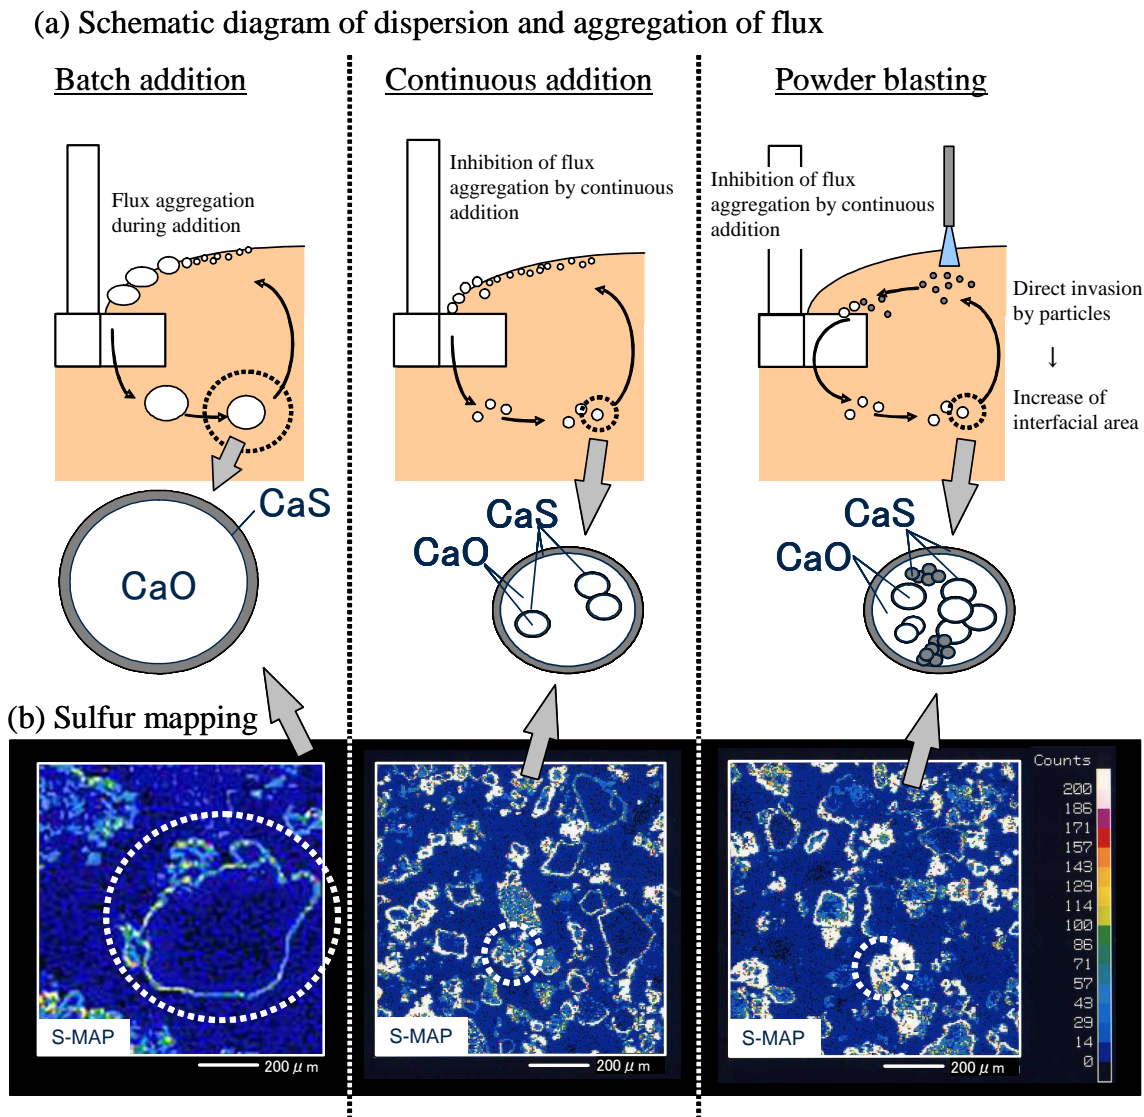 (a) Schematic diagram of dispersion and aggregation of flux
Batch addition
Continuous addition
Powder blasting
Flux aggregation
during addition
Inhibition of flux
aggregation by continuous
addition
Inhibition of flux
aggregation by continuous
addition
Direct invasion
by particles
↓
Increase of
interfacial area
CaS
CaO
CaS
CaO
CaS
CaO
(b) Sulfur mapping
S-MAP
200 μm
S-MAP
200 μm
S-MAP
200 μm
Counts
200
186
171
157
143
129
114
100
86
71
57
43
29
14
0